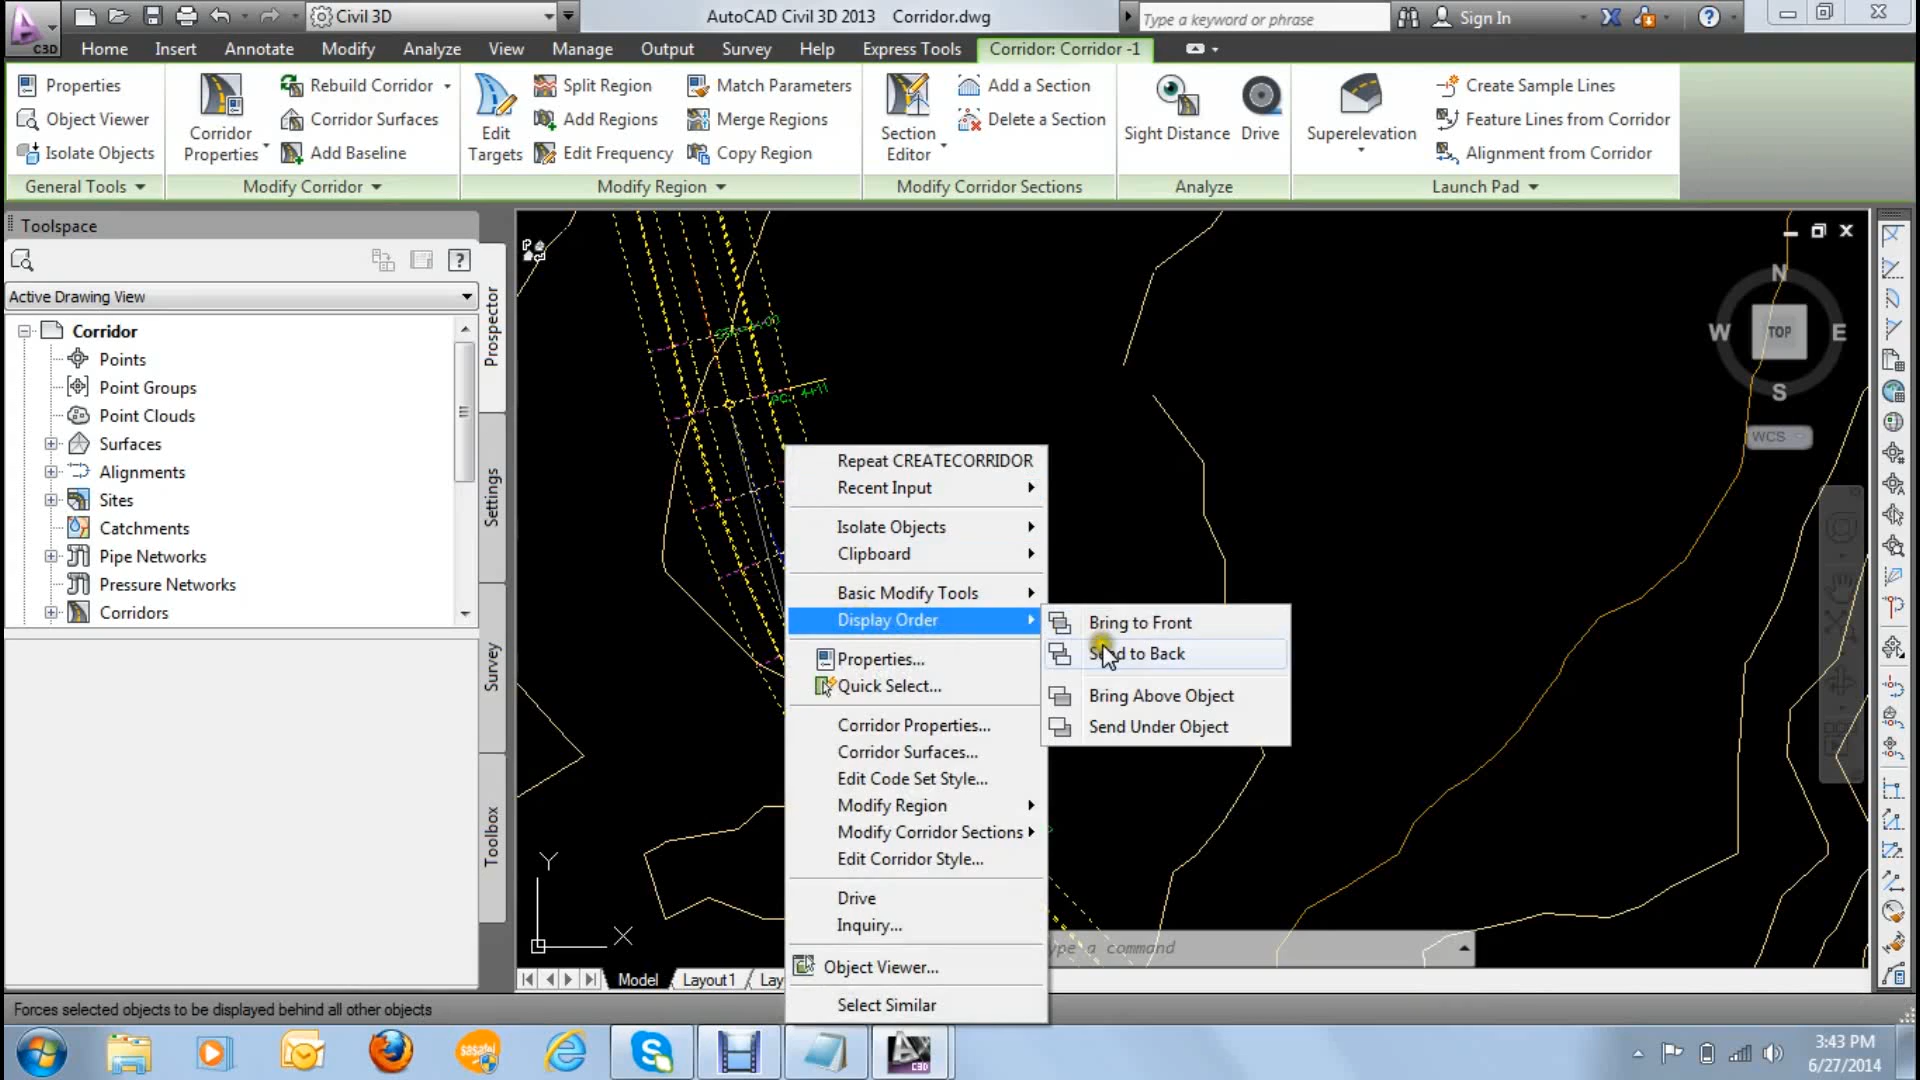 Civil 3D
AutoCAD Civil 3D 2013 Corridor.dwg
Type a keyword or phrase
Sign In
C3D
Home Insert Annotate Modify Analyze View Manage Output Survey Help Express Tools Corridor: Corridor -1
Properties
Object Viewer
Isolate Objects
General Tools
Corridor
Properties
Rebuild Corridor
Corridor Surfaces
Add Baseline
Modify Corridor
Edit
Targets
Split Region
Add Regions
Edit Frequency
Match Parameters
Merge Regions
Copy Region
Modify Region
Section
Editor
Add a Section
Delete a Section
Modify Corridor Sections
Sight Distance
Drive
Analyze
Superelevation
Create Sample Lines
Feature Lines from Corridor
Alignment from Corridor
Launch Pad
Toolspace
Active Drawing View
Corridor
Points
Point Groups
Point Clouds
Surfaces
Alignments
Sites
Catchments
Pipe Networks
Pressure Networks
Corridors
Prospector
Settings
Survey
Toolbox
PC: 4+11
N
W
TOP
E
S
WCS
Repeat CREATECORRIDOR
Recent Input
Isolate Objects
Clipboard
Basic Modify Tools
Display Order
Properties...
Quick Select...
Corridor Properties...
Corridor Surfaces...
Edit Code Set Style...
Modify Region
Modify Corridor Sections
Edit Corridor Style...
Drive
Inquiry...
Object Viewer...
Select Similar
Bring to Front
Send to Back
Bring Above Object
Send Under Object
Y
X
ype a command
Model Layout1 Lay
Forces selected objects to be displayed behind all other objects
sasatel
C3D
3:43 PM
6/27/2014